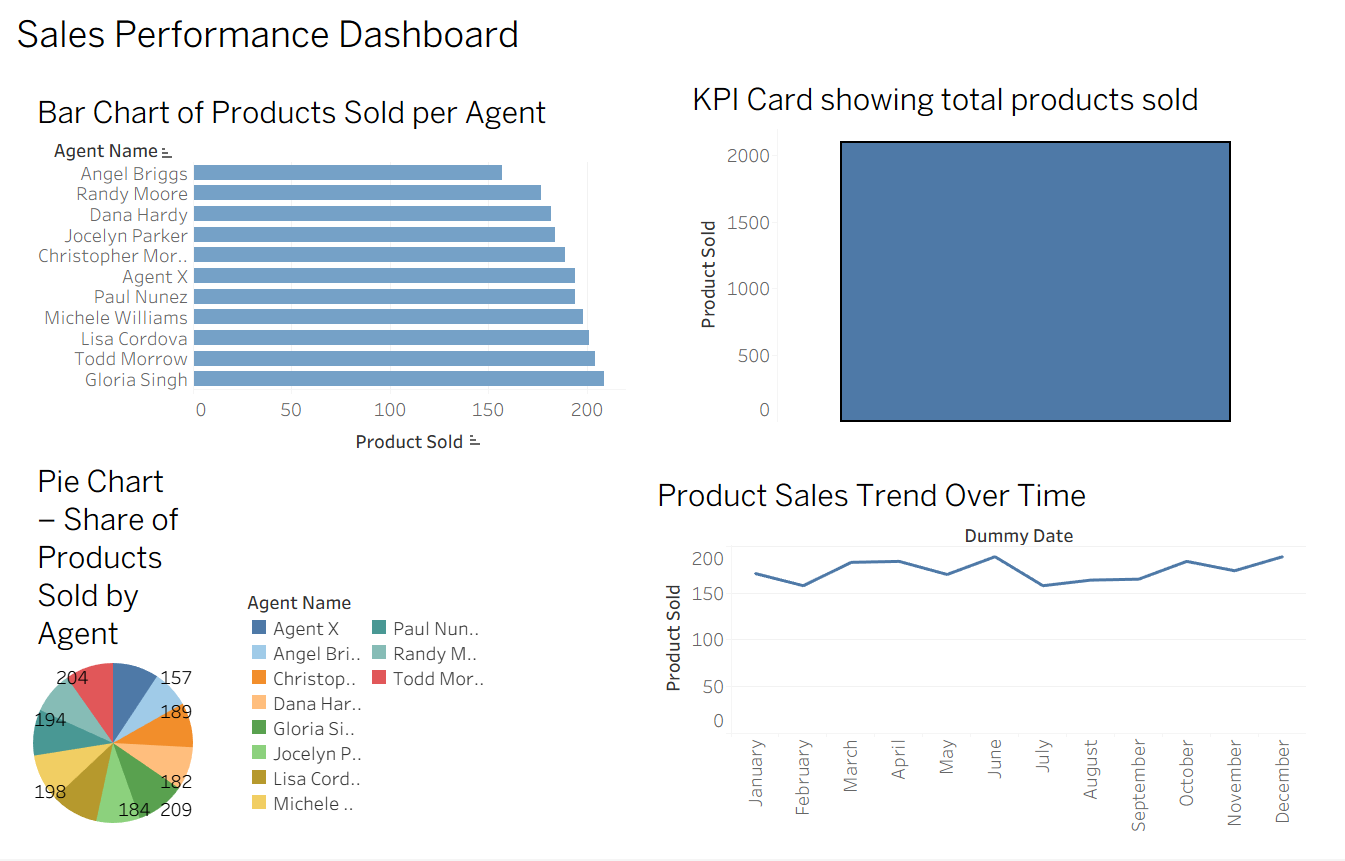 Sales Performance Dashboard
Bar Chart of Products Sold per Agent
Agent Name
Angel Briggs
Randy Moore
Dana Hardy
Jocelyn Parker
Christopher Mor..
Agent X
Paul Nunez
Michele Williams
Lisa Cordova
Todd Morrow
Gloria Singh
0 50 100 150 200
Product Sold
KPI Card showing total products sold
2000
1500
1000
500
0
Product Sold
Pie Chart
– Share of
Products
Sold by
Agent
204
157
189
194
182
198
184
209
Agent Name
Agent X
Angel Bri..
Christop..
Dana Har..
Gloria Si..
Jocelyn P..
Lisa Cord..
Michele ..
Paul Nun..
Randy M..
Todd Mor..
Product Sales Trend Over Time
Dummy Date
200
150
100
50
0
Product Sold
January
February
March
April
May
June
July
August
September
October
November
December